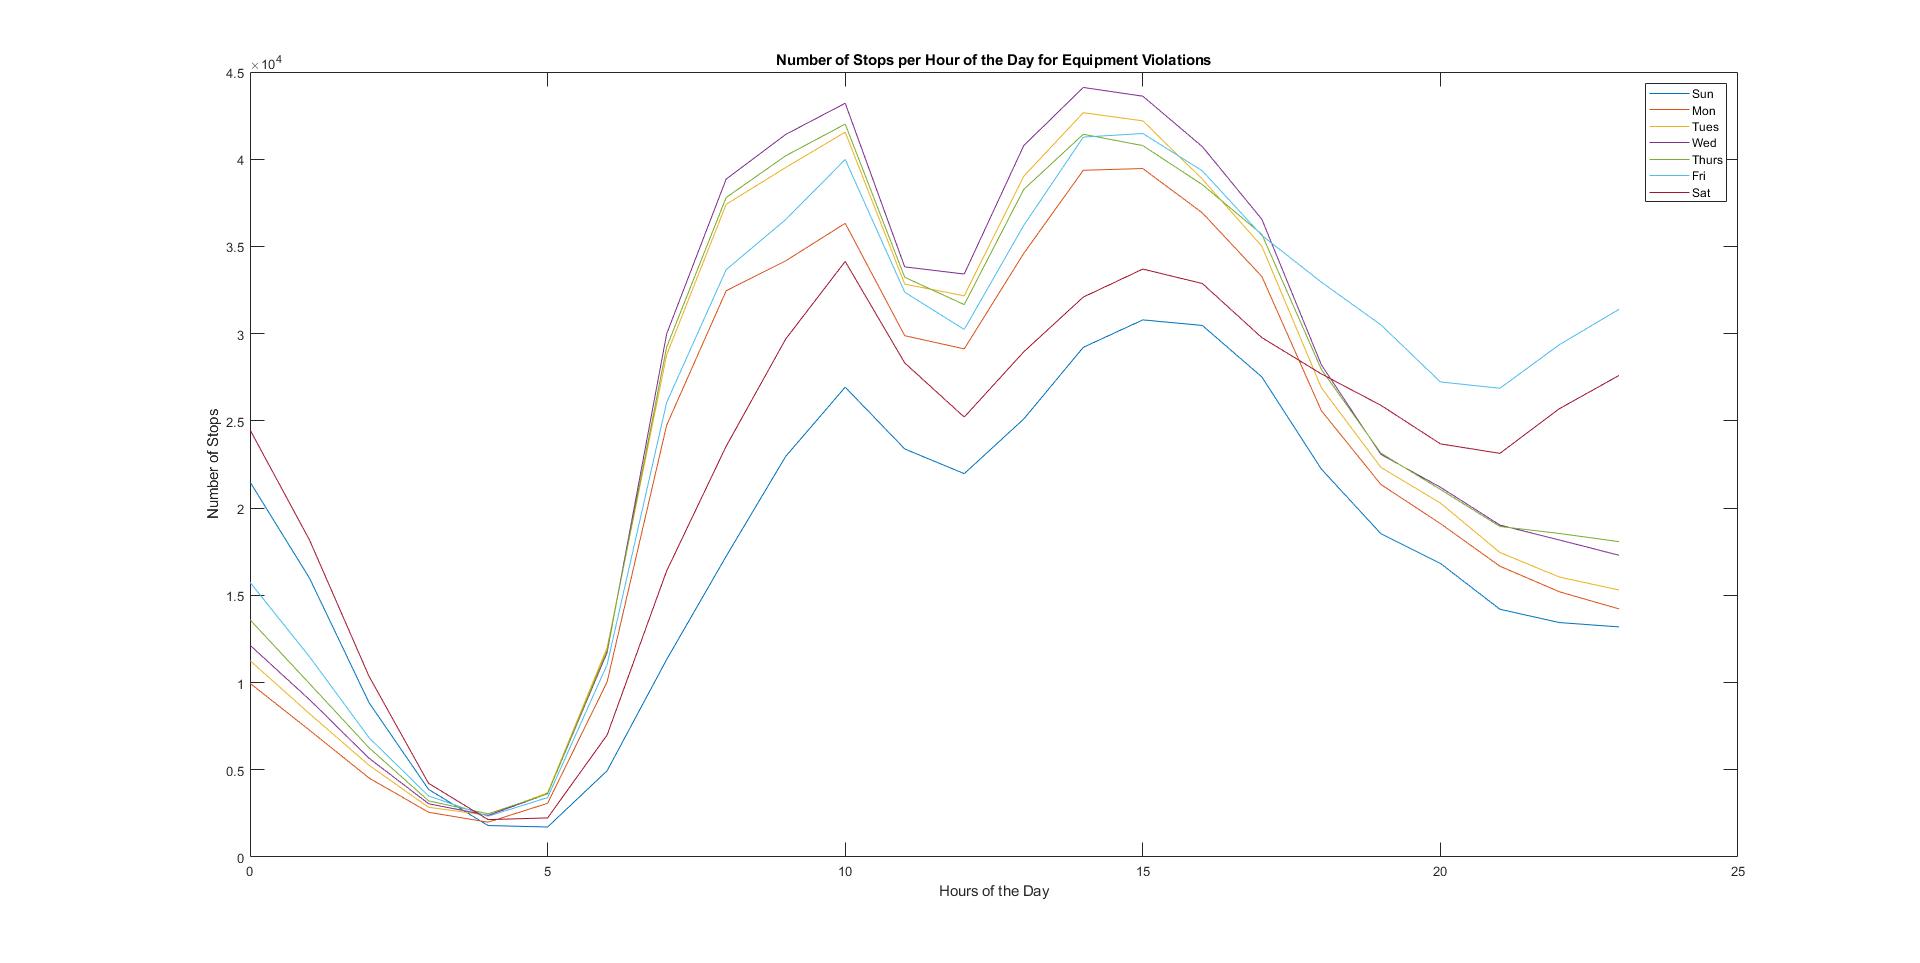 Number of Stops per Hour of the Day for Equipment Violations
×10^4
4.5
4
3.5
3
2.5
2
1.5
1
0.5
0
Number of Stops
0 5 10 15 20 25
Hours of the Day
Sun
Mon
Tues
Wed
Thurs
Fri
Sat